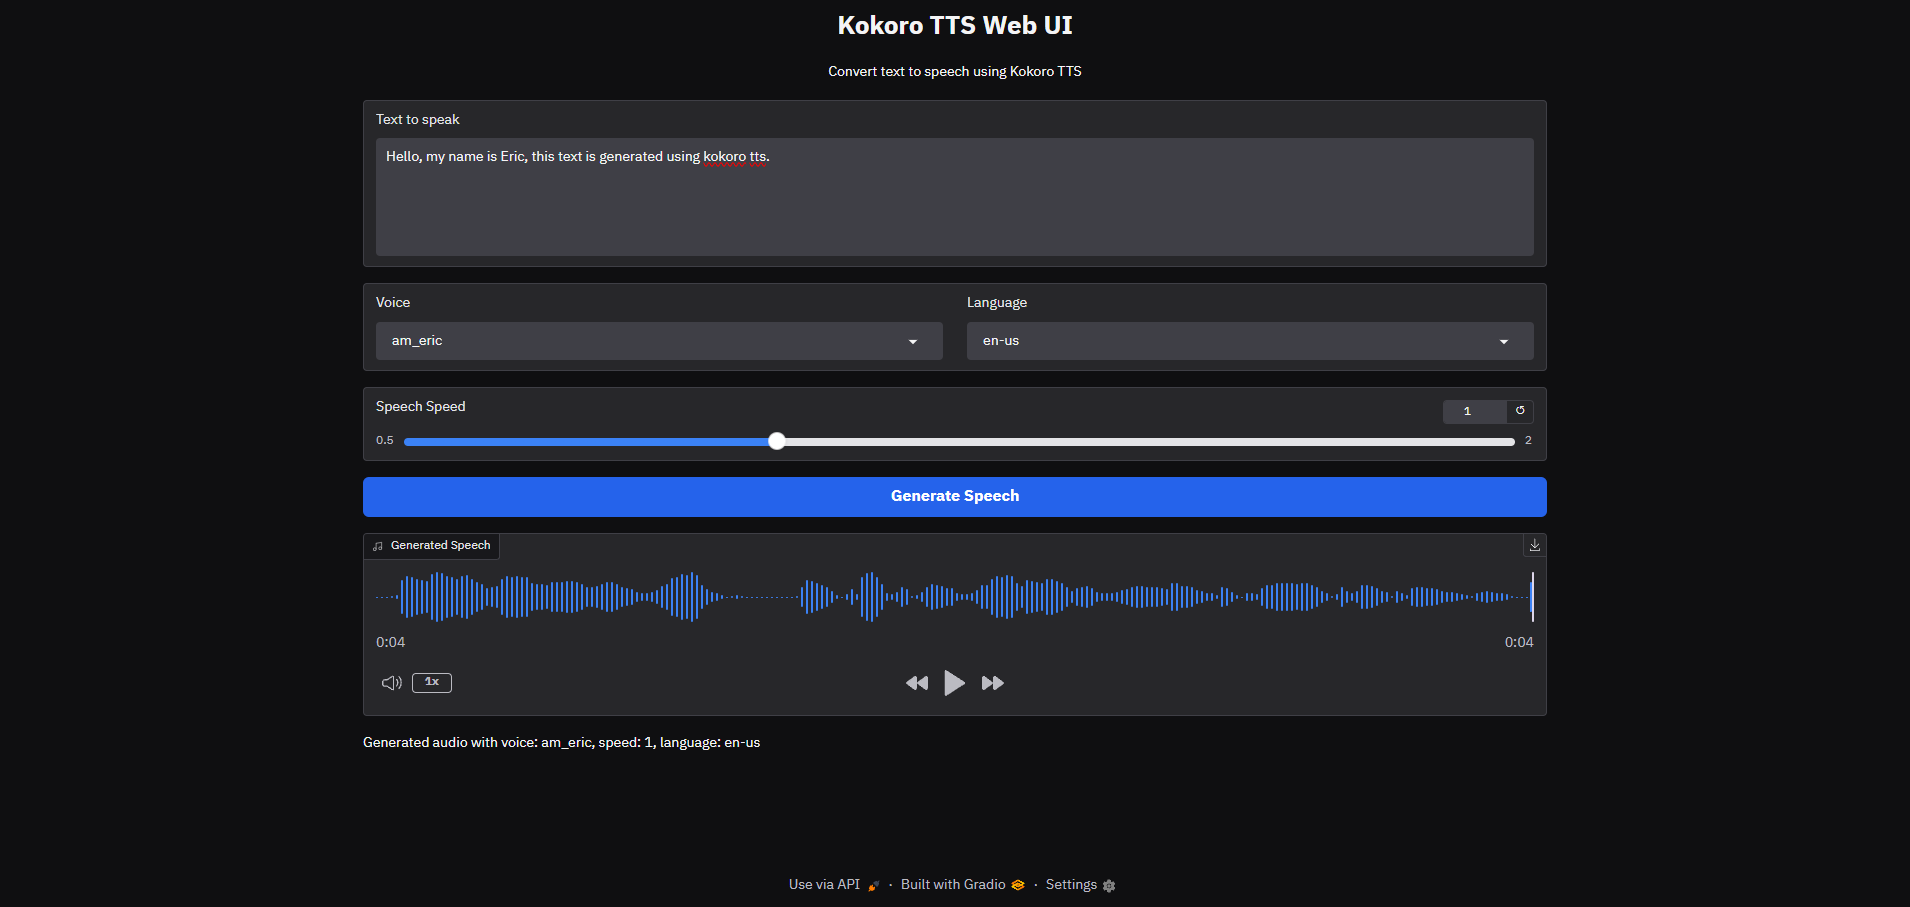 Kokoro TTS Web UI
Convert text to speech using Kokoro TTS
Text to speak
Hello, my name is Eric, this text is generated using kokoro tts.
Voice
Language
am_eric
en-us
Speech Speed
1
0.5
2
Generate Speech
Generated Speech
0:04
0:04
1x
Generated audio with voice: am_eric, speed: 1, language: en-us
Use via API · Built with Gradio · Settings